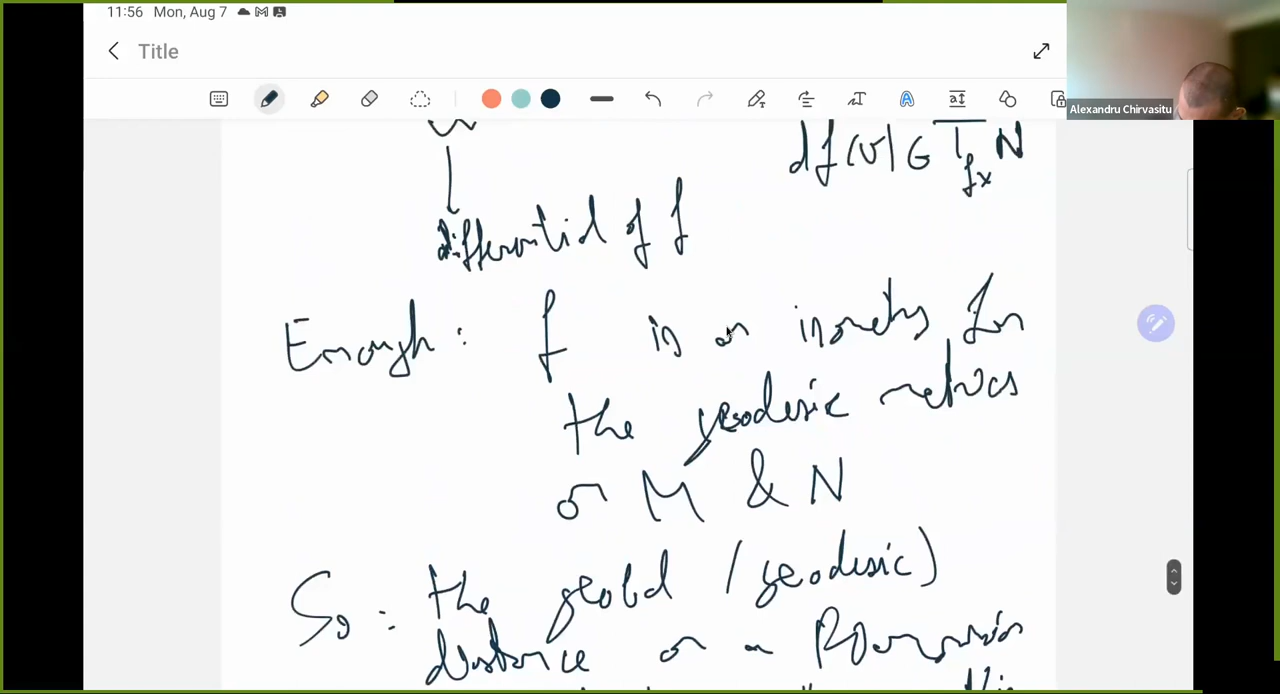 11:56 Mon, Aug 7
Title
Alexandru Chirvasitu
df(v) ∈ T_{fx} N
differential of f
Enough: f is an isometry for
the geodesic metrics
on M & N
So: the global (geodesic)
distance on a Riemannian